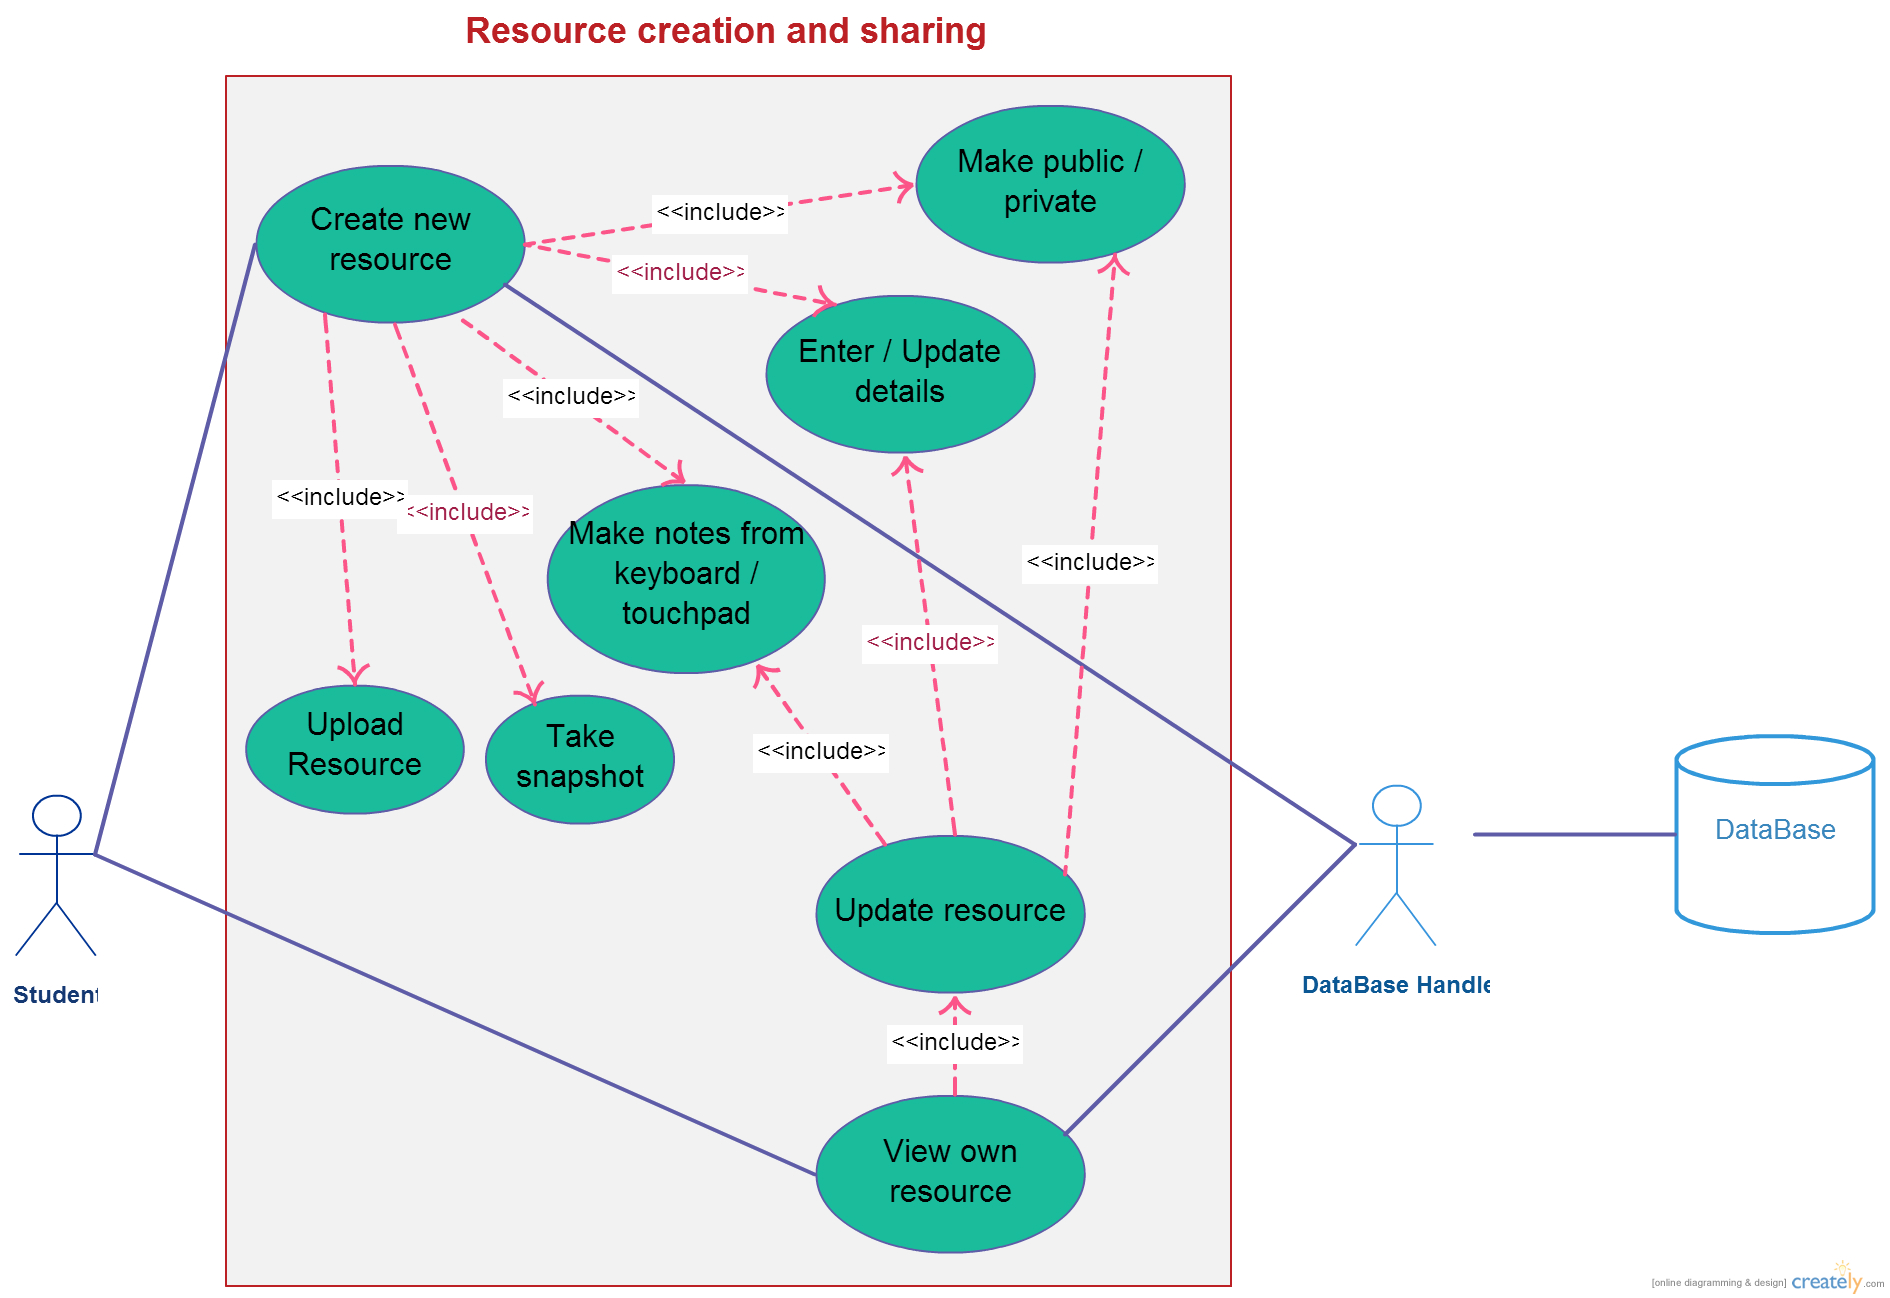 Resource creation and sharing
Make public /
private
Create new
resource
<<include>>
<<include>>
Enter / Update
details
<<include>>
<<include>>
<<include>>
Make notes from
keyboard /
touchpad
<<include>>
<<include>>
Upload
Resource
Take
snapshot
<<include>>
DataBase
Update resource
Student
DataBase Handle
<<include>>
View own
resource
[online diagramming & design] creately.com